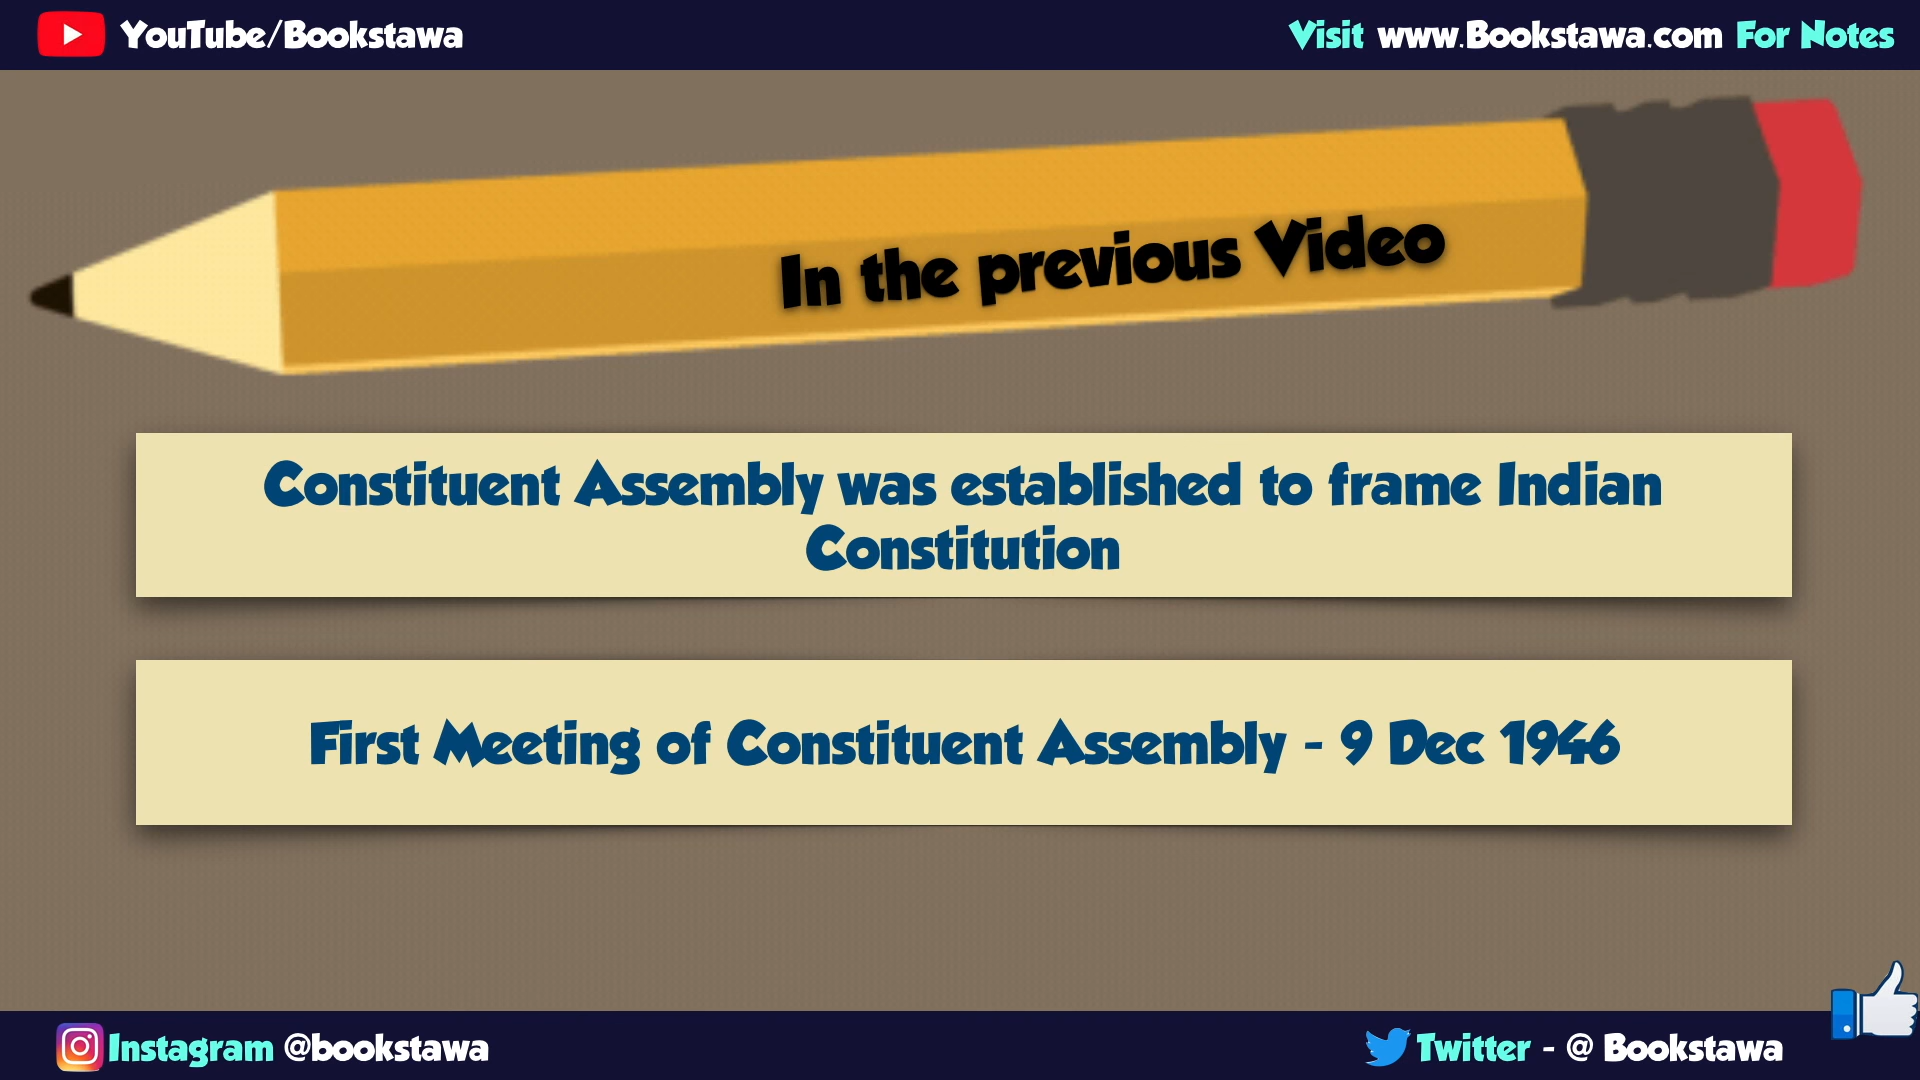 YouTube/Bookstawa
Visit www.Bookstawa.com For Notes
In the previous Video
Constituent Assembly was established to frame Indian
Constitution
First Meeting of Constituent Assembly - 9 Dec 1946
Instagram @bookstawa
Twitter - @ Bookstawa